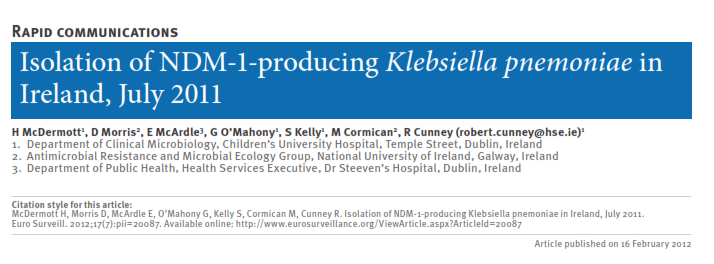 RAPID COMMUNICATIONS
Isolation of NDM-1-producing Klebsiella pnemoniae in
Ireland, July 2011
H McDermott¹, D Morris², E McArdle³, G O’Mahony¹, S Kelly¹, M Cormican², R Cunney (robert.cunney@hse.ie)¹
1. Department of Clinical Microbiology, Children’s University Hospital, Temple Street, Dublin, Ireland
2. Antimicrobial Resistance and Microbial Ecology Group, National University of Ireland, Galway, Ireland
3. Department of Public Health, Health Services Executive, Dr Steeven’s Hospital, Dublin, Ireland
Citation style for this article:
McDermott H, Morris D, McArdle E, O’Mahony G, Kelly S, Cormican M, Cunney R. Isolation of NDM-1-producing Klebsiella pnemoniae in Ireland, July 2011.
Euro Surveill. 2012;17(7):pii=20087. Available online: http://www.eurosurveillance.org/ViewArticle.aspx?ArticleId=20087
Article published on 16 February 2012